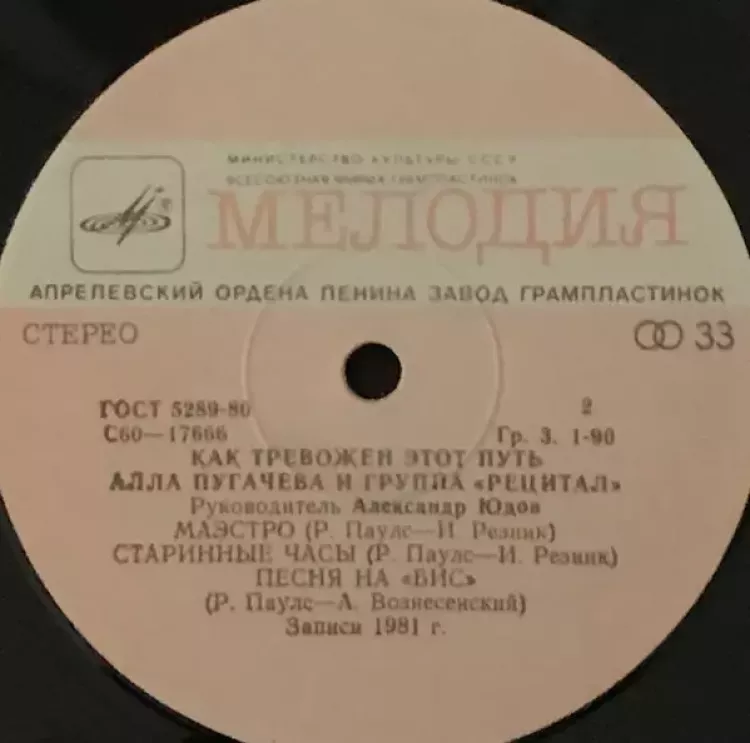 МИНИСТЕРСТВО КУЛЬТУРЫ СССР
ВСЕСОЮЗНАЯ ФИРМА ГРАМПЛАСТИНОК
МЕЛОДИЯ
АПРЕЛЕВСКИЙ ОРДЕНА ЛЕНИНА ЗАВОД ГРАМПЛАСТИНОК
СТЕРЕО 33
ГОСТ 5289-80 2
С60—17666 Гр. 3. 1-90
КАК ТРЕВОЖЕН ЭТОТ ПУТЬ
АЛЛА ПУГАЧЕВА И ГРУППА «РЕЦИТАЛ»
Руководитель Александр Юдов
МАЭСТРО (Р. Паулс—И. Резник)
СТАРИННЫЕ ЧАСЫ (Р. Паулс—И. Резник)
ПЕСНЯ НА «БИС»
(Р. Паулс—А. Вознесенский)
Записи 1981 г.